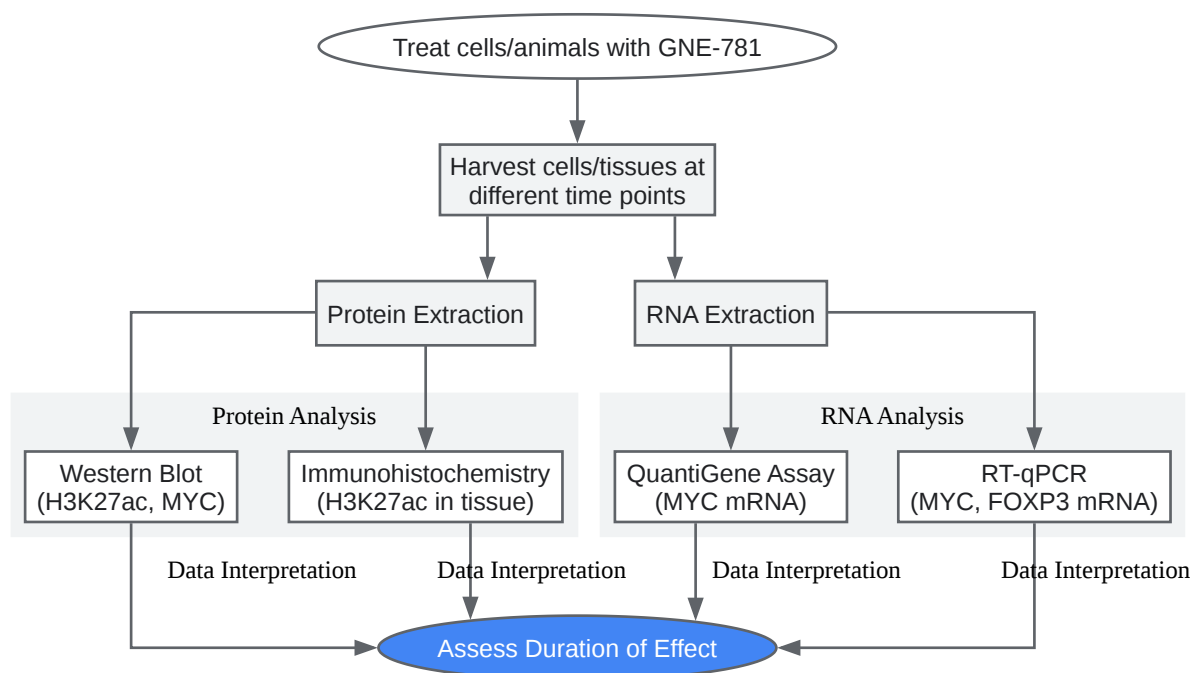 Treat cells/animals with GNE-781
Harvest cells/tissues at
different time points
Protein Extraction
RNA Extraction
Protein Analysis
RNA Analysis
Western Blot
(H3K27ac, MYC)
Immunohistochemistry
(H3K27ac in tissue)
QuantiGene Assay
(MYC mRNA)
RT-qPCR
(MYC, FOXP3 mRNA)
Data Interpretation
Data Interpretation
Data Interpretation
Data Interpretation
Assess Duration of Effect